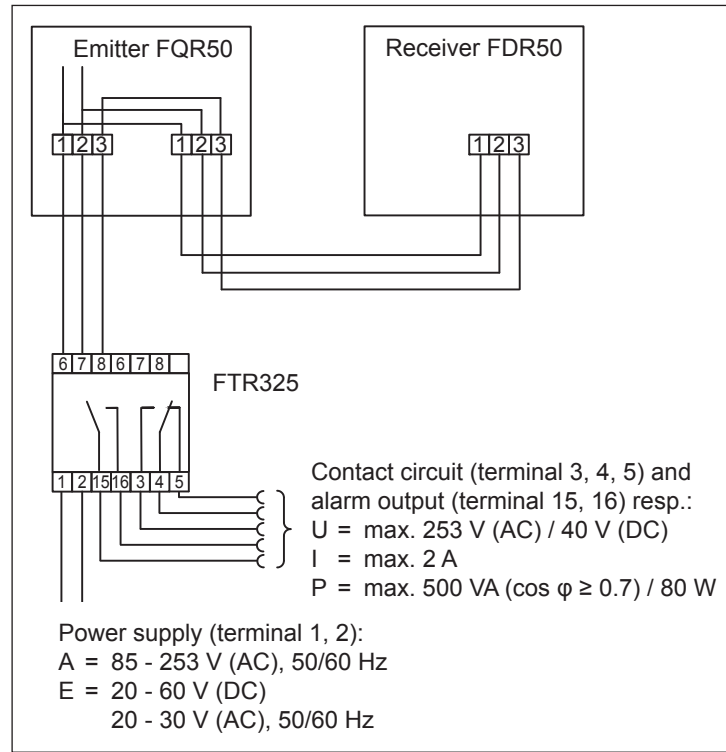 Emitter FQR50
Receiver FDR50
1 2 3
1 2 3
1 2 3
6 7 8 6 7 8
FTR325
1 2 15 16 3 4 5
Contact circuit (terminal 3, 4, 5) and
alarm output (terminal 15, 16) resp.:
U = max. 253 V (AC) / 40 V (DC)
I = max. 2 A
P = max. 500 VA (cos φ ≥ 0.7) / 80 W
Power supply (terminal 1, 2):
A = 85 - 253 V (AC), 50/60 Hz
E = 20 - 60 V (DC)
20 - 30 V (AC), 50/60 Hz